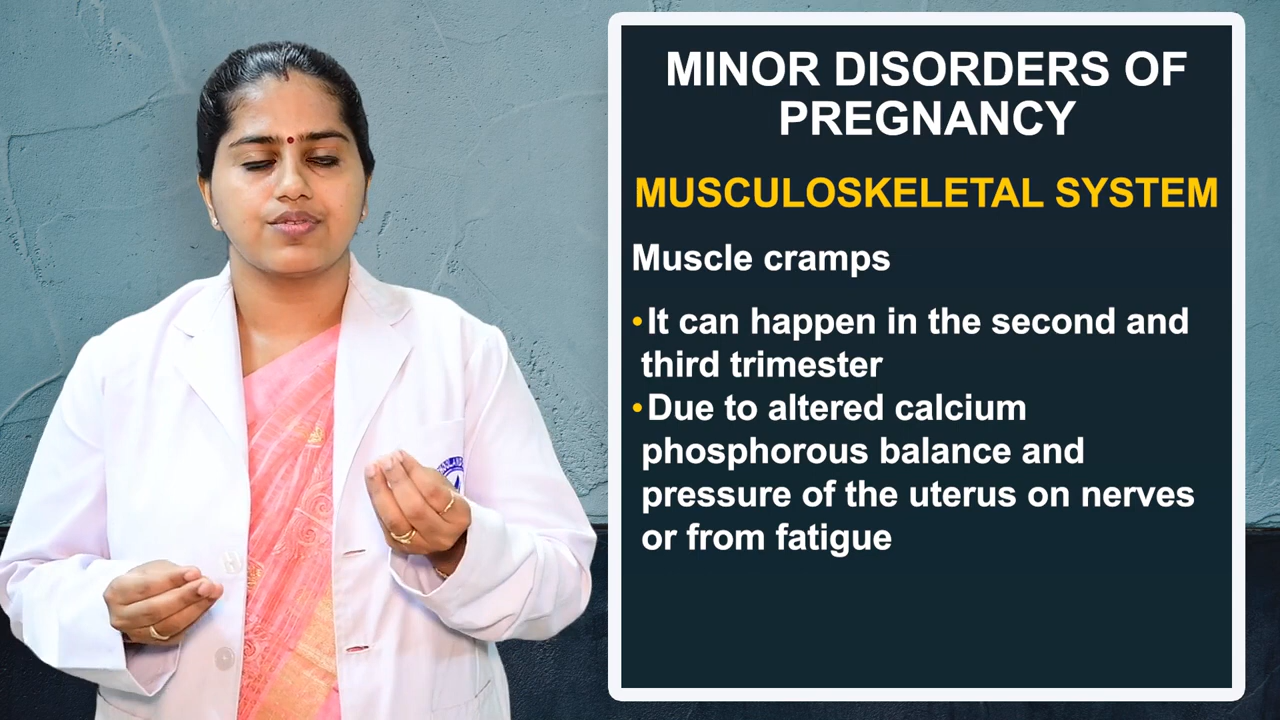 MINOR DISORDERS OF
PREGNANCY
MUSCULOSKELETAL SYSTEM
Muscle cramps
•It can happen in the second and
third trimester
•Due to altered calcium
phosphorous balance and
pressure of the uterus on nerves
or from fatigue